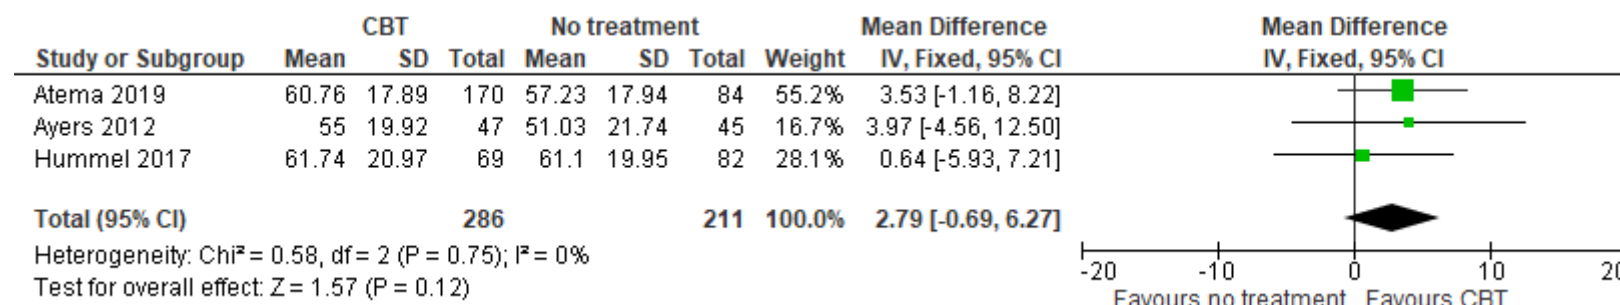 CBT No treatment Mean Difference Mean Difference
Study or Subgroup Mean SD Total Mean SD Total Weight IV, Fixed, 95% CI IV, Fixed, 95% CI
Atema 2019 60.76 17.89 170 57.23 17.94 84 55.2% 3.53 [-1.16, 8.22]
Ayers 2012 55 19.92 47 51.03 21.74 45 16.7% 3.97 [-4.56, 12.50]
Hummel 2017 61.74 20.97 69 61.1 19.95 82 28.1% 0.64 [-5.93, 7.21]
Total (95% CI) 286 211 100.0% 2.79 [-0.69, 6.27]
Heterogeneity: Chi² = 0.58, df = 2 (P = 0.75); I² = 0%
Test for overall effect: Z = 1.57 (P = 0.12)
-20 -10 0 10 20
Favours no treatment Favours CBT